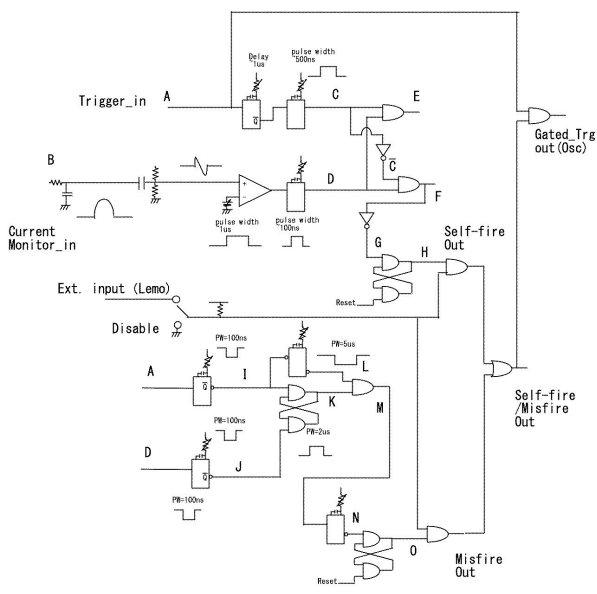 Delay
~1us
pulse width
~500ns
A
Trigger_in
Q
C
E
Gated_Trg
out(Osc)
C
B
+
-
D
F
Current
Monitor_in
pulse width
1us
pulse width
100ns
G
H
Self-fire
Out
Reset
Ext. input (Lemo)
Disable
PW=100ns
PW=5us
A
I
L
Q
K
M
Self-fire
/Misfire
Out
PW=100ns
PW=2us
D
J
Q
PW=100ns
N
O
Misfire
Out
Reset